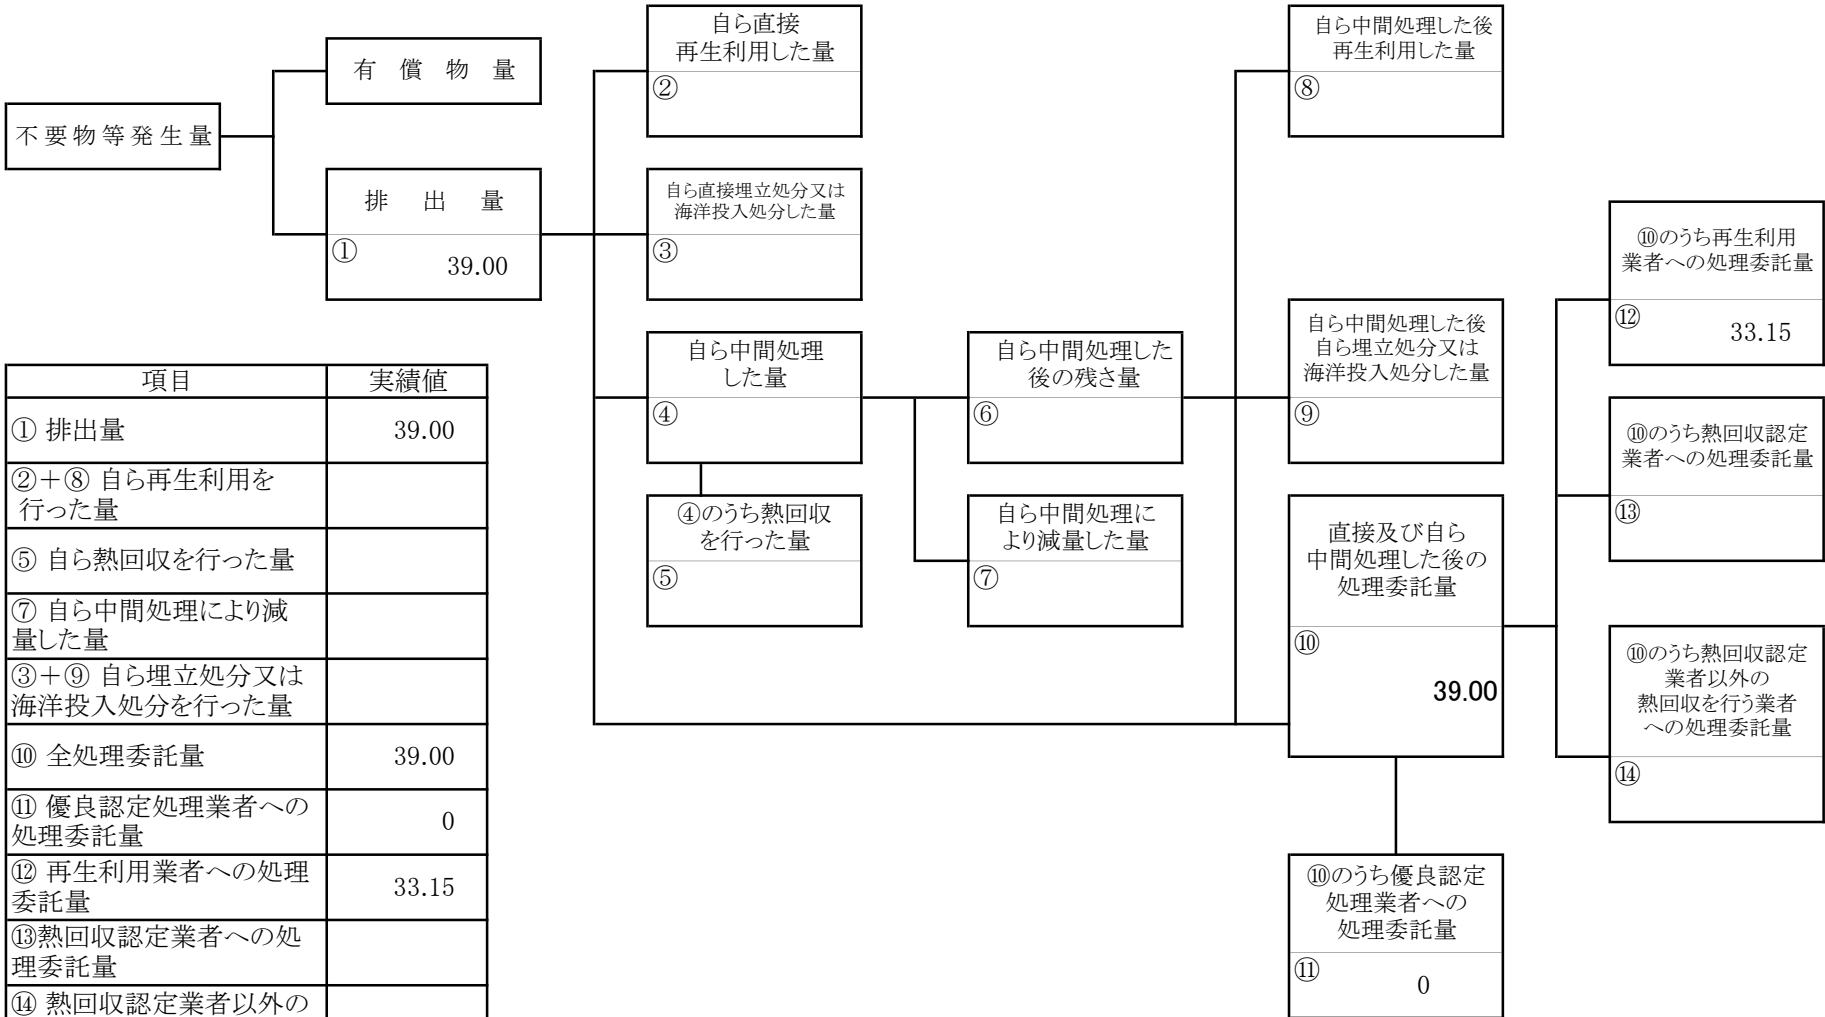 不要物等発生量
有 償 物 量
排 出 量
①
39.00
自ら直接
再生利用した量
②
自ら直接埋立処分又は
海洋投入処分した量
③
自ら中間処理
した量
④
④のうち熱回収
を行った量
⑤
自ら中間処理した
後の残さ量
⑥
自ら中間処理に
より減量した量
⑦
自ら中間処理した後
再生利用した量
⑧
自ら中間処理した後
自ら埋立処分又は
海洋投入処分した量
⑨
直接及び自ら
中間処理した後の
処理委託量
⑩
39.00
⑩のうち優良認定
処理業者への
処理委託量
⑪
0
⑩のうち再生利用
業者への処理委託量
⑫
33.15
⑩のうち熱回収認定
業者への処理委託量
⑬
⑩のうち熱回収認定
業者以外の
熱回収を行う業者
への処理委託量
⑭
項目 実績値
① 排出量 39.00
②＋⑧ 自ら再生利用を
行った量
⑤ 自ら熱回収を行った量
⑦ 自ら中間処理により減
量した量
③＋⑨ 自ら埋立処分又は
海洋投入処分を行った量
⑩ 全処理委託量 39.00
⑪ 優良認定処理業者への
処理委託量 0
⑫ 再生利用業者への処理
委託量 33.15
⑬熱回収認定業者への処
理委託量
⑭ 熱回収認定業者以外の